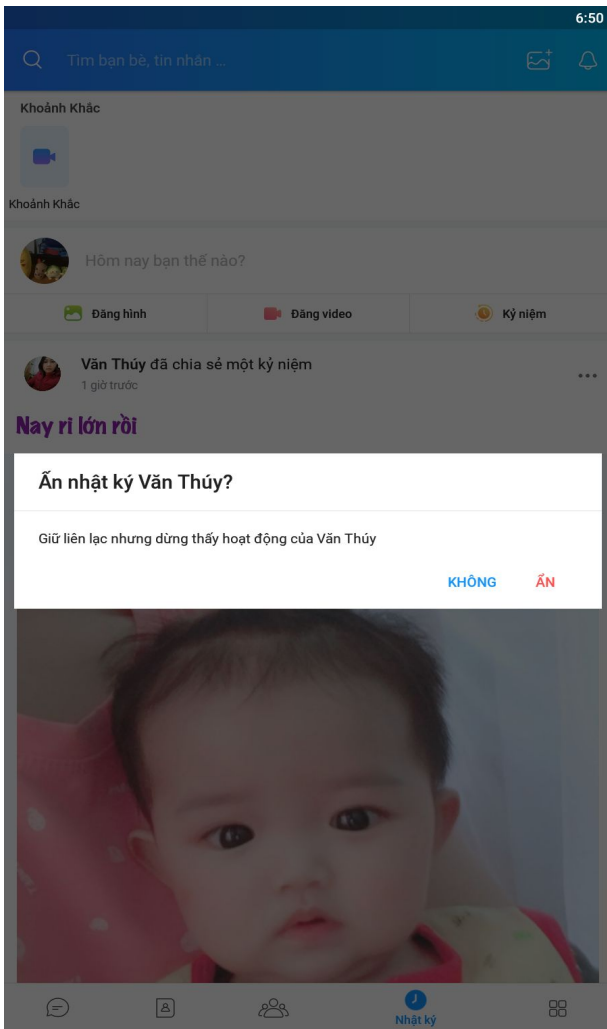 6:50
Tìm bạn bè, tin nhắn ...
Khoảnh Khắc
Khoảnh Khắc
Hôm nay bạn thế nào?
Đăng hình
Đăng video
Kỷ niệm
Văn Thúy đã chia sẻ một kỷ niệm
1 giờ trước
Nay ri lớn rồi
Ẩn nhật ký Văn Thúy?
Giữ liên lạc nhưng dừng thấy hoạt động của Văn Thúy
KHÔNG
ẨN
Nhật ký